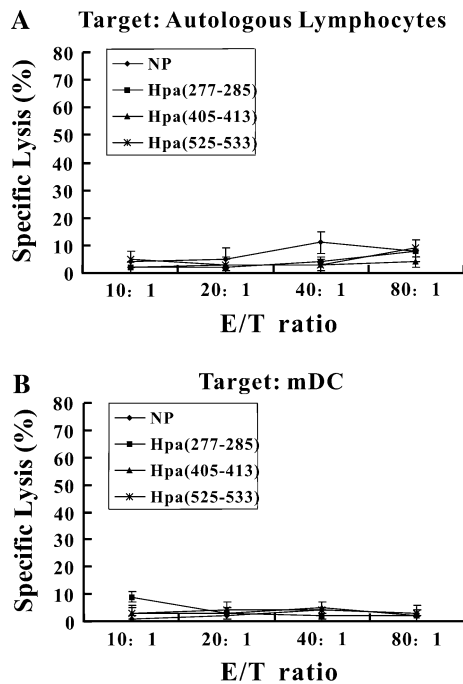 A
Target: Autologous Lymphocytes
Specific Lysis (%)
80
70
60
50
40
30
20
10
0
NP
Hpa(277-285)
Hpa(405-413)
Hpa(525-533)
10: 1 20: 1 40: 1 80: 1
E/T ratio
B
Target: mDC
Specific Lysis (%)
80
70
60
50
40
30
20
10
0
NP
Hpa(277-285)
Hpa(405-413)
Hpa(525-533)
10: 1 20: 1 40: 1 80: 1
E/T ratio